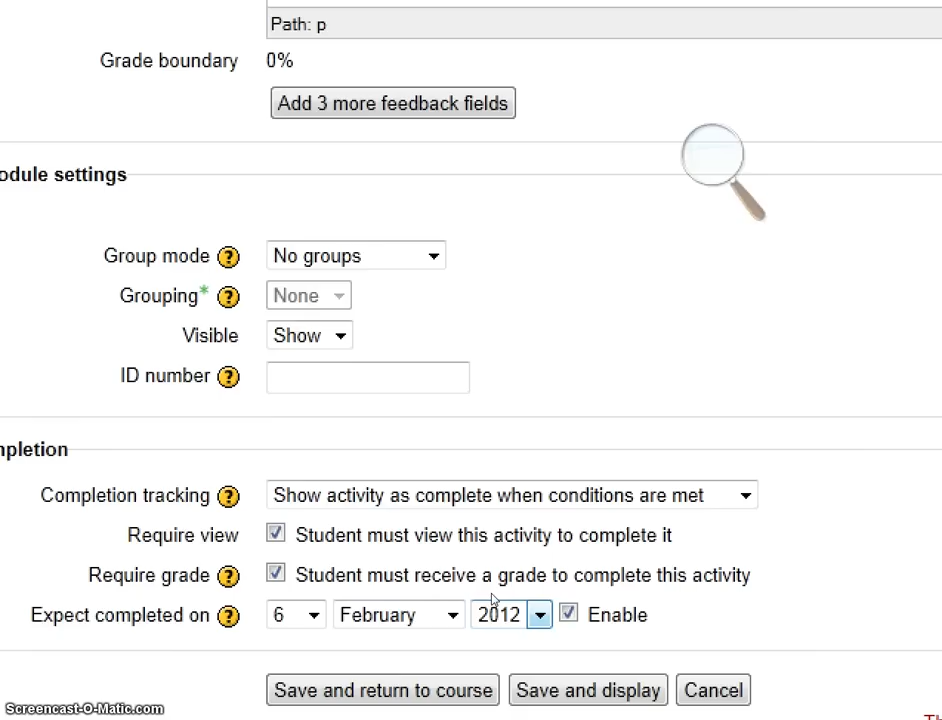 Path: p
Grade boundary 0%
Add 3 more feedback fields
odule settings
Group mode ? No groups
Grouping* ? None
Visible Show
ID number ?
npletion
Completion tracking ? Show activity as complete when conditions are met
Require view Student must view this activity to complete it
Require grade ? Student must receive a grade to complete this activity
Expect completed on ? 6 February 2012 Enable
Save and return to course Save and display Cancel
Screencast-O-Matic.com
Th